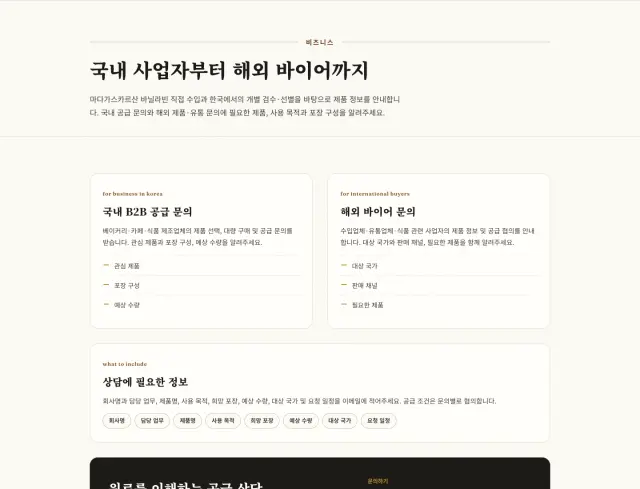 비즈니스
국내 사업자부터 해외 바이어까지
마다가스카르산 바닐라빈 직접 수입과 한국에서의 개별 검수·선별을 바탕으로 제품 정보를 안내합니
다. 국내 공급 문의와 해외 제품·유통 문의에 필요한 제품, 사용 목적과 포장 구성을 알려주세요.
for business in korea
국내 B2B 공급 문의
베이커리·카페·식품 제조업체의 제품 선택, 대량 구매 및 공급 문의를
받습니다. 관심 제품과 포장 구성, 예상 수량을 알려주세요.
관심 제품
포장 구성
예상 수량
for international buyers
해외 바이어 문의
수입업체·유통업체·식품 관련 사업자의 제품 정보 및 공급 협의를 안내
합니다. 대상 국가와 판매 채널, 필요한 제품을 함께 알려주세요.
대상 국가
판매 채널
필요한 제품
what to include
상담에 필요한 정보
회사명과 담당 업무, 제품명, 사용 목적, 희망 포장, 예상 수량, 대상 국가 및 요청 일정을 이메일에 적어주세요. 공급 조건은 문의별로 협의합니다.
회사명 담당 업무 제품명 사용 목적 희망 포장 예상 수량 대상 국가 요청 일정
원료를 이해하는 공급 상담
문의하기